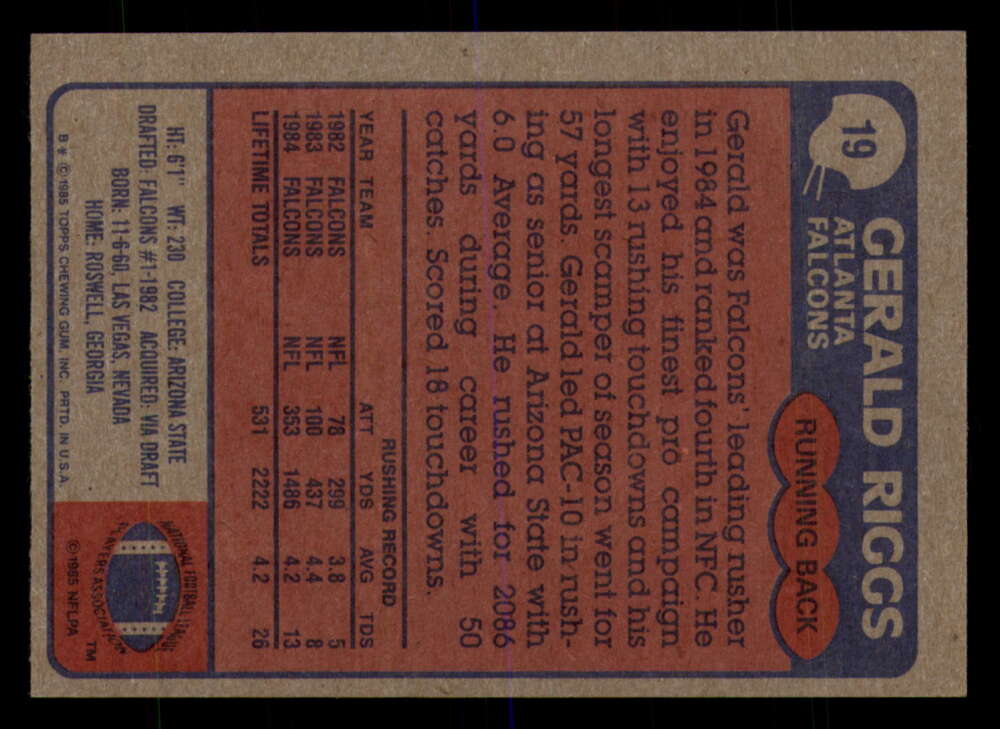 19
GERALD RIGGS
ATLANTA
FALCONS
RUNNING BACK
Gerald was Falcons' leading rusher
in 1984 and ranked fourth in NFC. He
enjoyed his finest pro campaign
with 13 rushing touchdowns and his
longest scamper of season went for
57 yards. Gerald led PAC-10 in rush-
ing as senior at Arizona State with
6.0 Average. He rushed for 2086
yards during career with 50
catches. Scored 18 touchdowns.
RUSHING RECORD
YEAR TEAM ATT YDS AVG TDS
1982 FALCONS NFL 78 299 3.8 5
1983 FALCONS NFL 100 437 4.4 8
1984 FALCONS NFL 353 1486 4.2 13
LIFETIME TOTALS 531 2222 4.2 26
HT: 6'1" WT: 230 COLLEGE: ARIZONA STATE
DRAFTED: FALCONS #1-1982 ACQUIRED: VIA DRAFT
BORN: 11-6-60, LAS VEGAS, NEVADA
HOME: ROSWELL, GEORGIA
B* © 1985 TOPPS CHEWING GUM, INC. PRTD. IN U.S.A.
NATIONAL FOOTBALL LEAGUE
PLAYERS ASSOCIATION
TM
© 1985 NFLPA